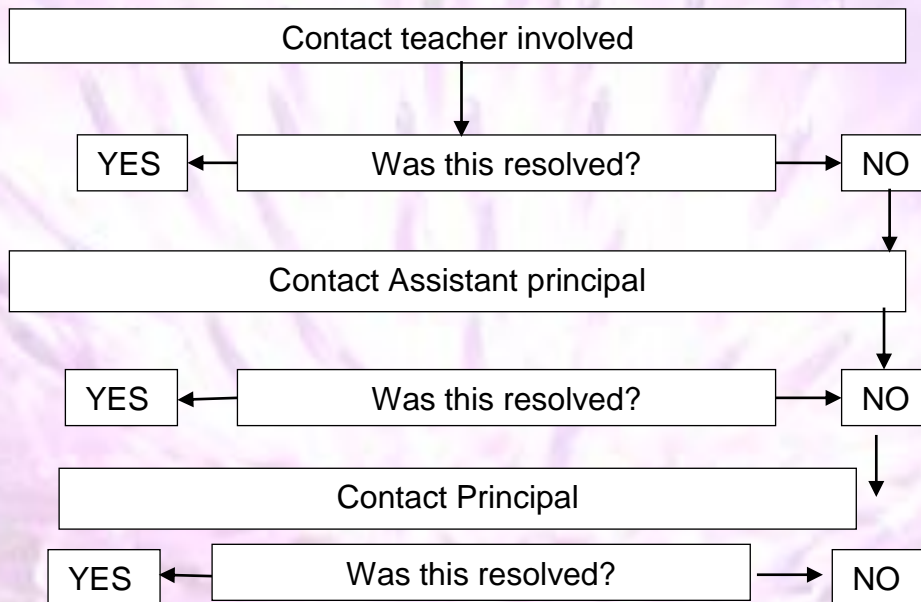 Contact teacher involved
YES Was this resolved? NO
Contact Assistant principal
YES Was this resolved? NO
Contact Principal
YES Was this resolved? NO